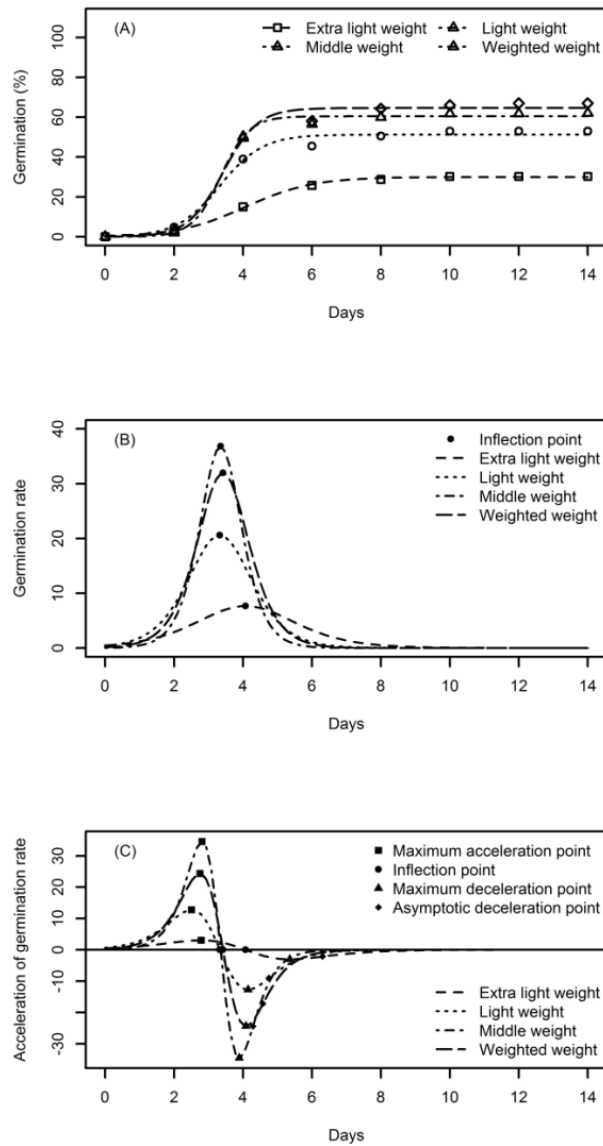 (A)
Extra light weight
Light weight
Middle weight
Weighted weight
Germination (%)
100
80
60
40
20
0
0 2 4 6 8 10 12 14
Days
(B)
Inflection point
Extra light weight
Light weight
Middle weight
Weighted weight
Germination rate
40
30
20
10
0
0 2 4 6 8 10 12 14
Days
(C)
Maximum acceleration point
Inflection point
Maximum deceleration point
Asymptotic deceleration point
Acceleration of germination rate
30
20
10
0
-10
-30
Extra light weight
Light weight
Middle weight
Weighted weight
0 2 4 6 8 10 12 14
Days